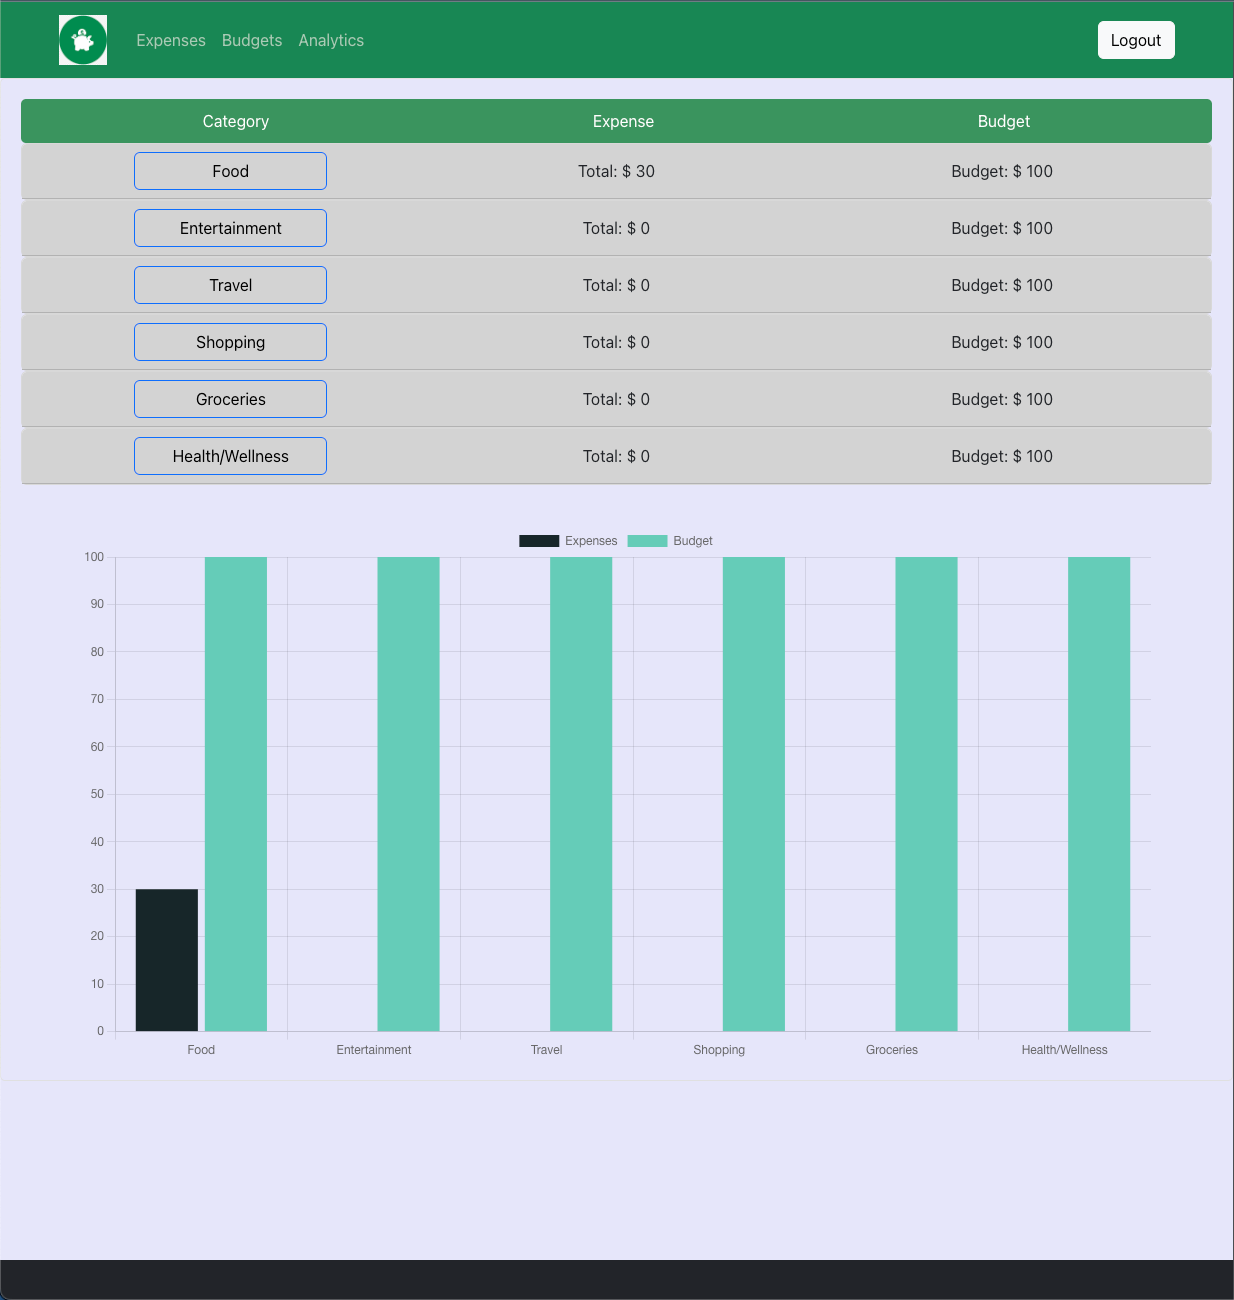 Expenses Budgets Analytics Logout
Category Expense Budget
Food Total: $ 30 Budget: $ 100
Entertainment Total: $ 0 Budget: $ 100
Travel Total: $ 0 Budget: $ 100
Shopping Total: $ 0 Budget: $ 100
Groceries Total: $ 0 Budget: $ 100
Health/Wellness Total: $ 0 Budget: $ 100
Expenses Budget
100
90
80
70
60
50
40
30
20
10
0
Food Entertainment Travel Shopping Groceries Health/Wellness